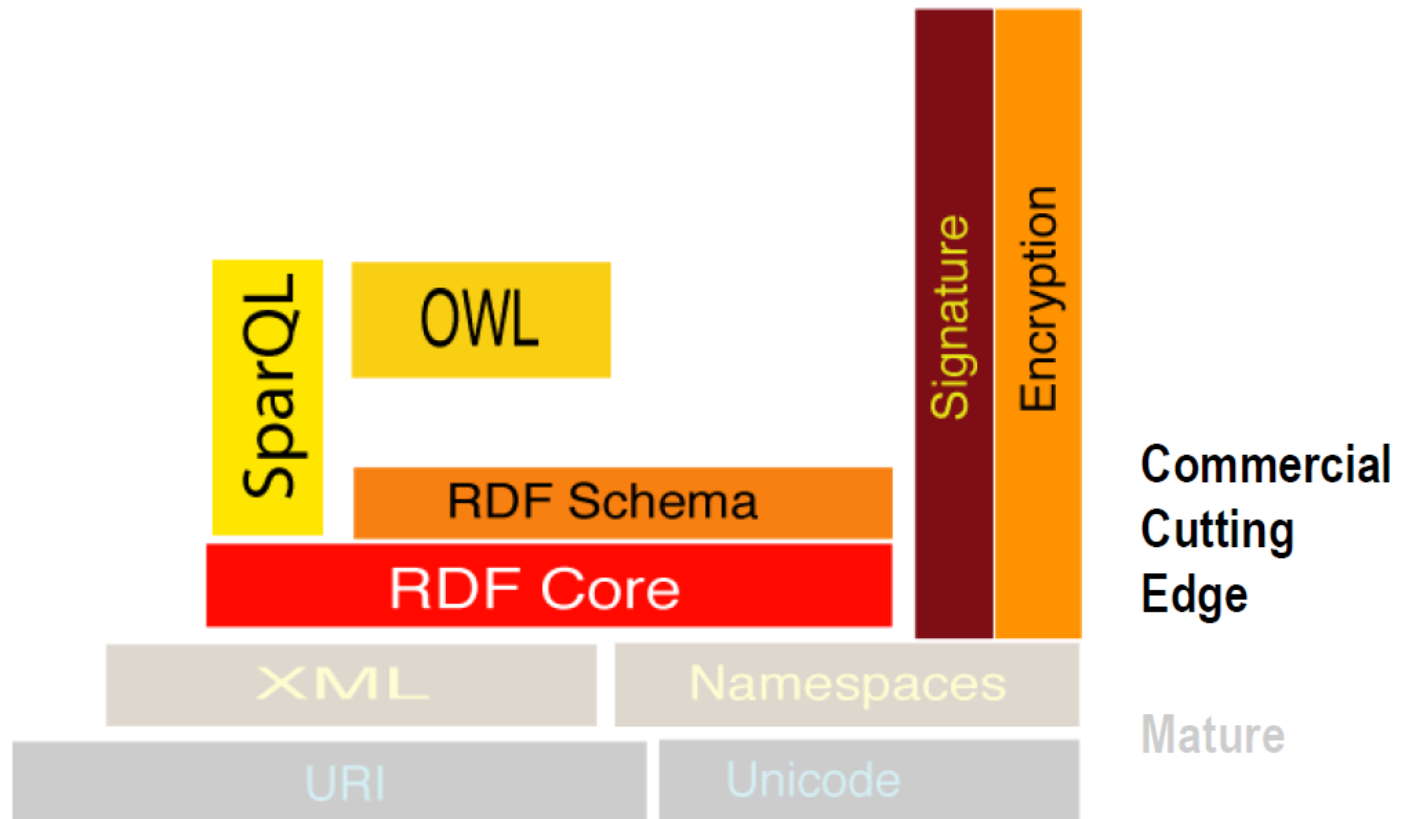 SparQL
OWL
Signature
Encryption
RDF Schema
RDF Core
Commercial
Cutting
Edge
XML
Namespaces
Mature
URI
Unicode